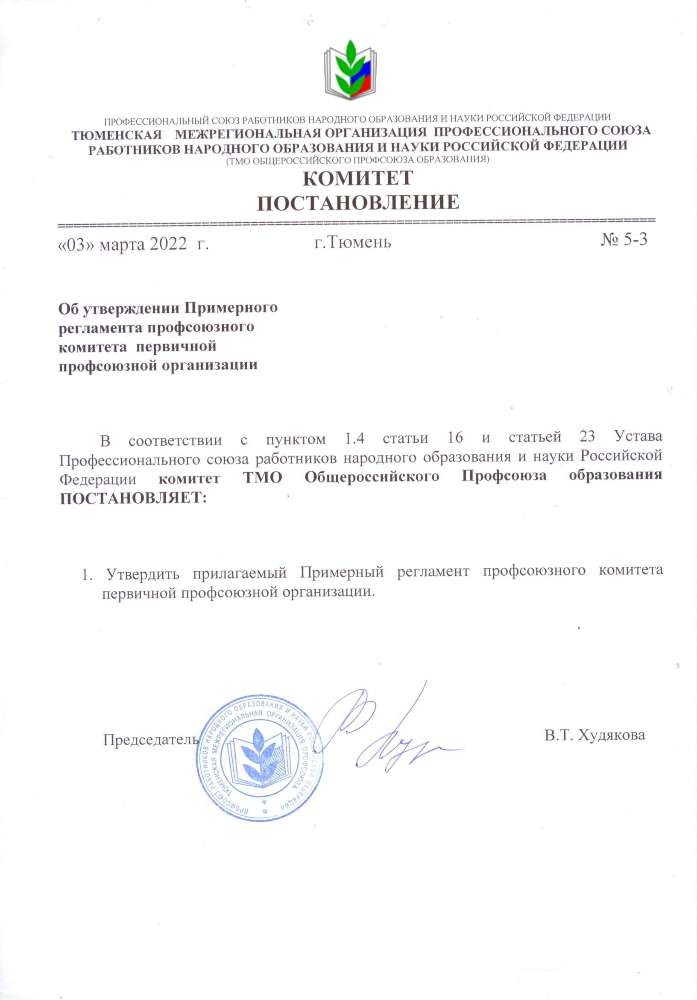 ПРОФЕССИОНАЛЬНЫЙ СОЮЗ РАБОТНИКОВ НАРОДНОГО ОБРАЗОВАНИЯ И НАУКИ РОССИЙСКОЙ ФЕДЕРАЦИИ
ТЮМЕНСКАЯ МЕЖРЕГИОНАЛЬНАЯ ОРГАНИЗАЦИЯ ПРОФЕССИОНАЛЬНОГО СОЮЗА
РАБОТНИКОВ НАРОДНОГО ОБРАЗОВАНИЯ И НАУКИ РОССИЙСКОЙ ФЕДЕРАЦИИ
(ТМО ОБЩЕРОССИЙСКОГО ПРОФСОЮЗА ОБРАЗОВАНИЯ)
КОМИТЕТ
ПОСТАНОВЛЕНИЕ
«03» марта 2022 г. г.Тюмень № 5-3
Об утверждении Примерного
регламента профсоюзного
комитета первичной
профсоюзной организации
В соответствии с пунктом 1.4 статьи 16 и статьей 23 Устава
Профессионального союза работников народного образования и науки Российской
Федерации комитет ТМО Общероссийского Профсоюза образования
ПОСТАНОВЛЯЕТ:
1. Утвердить прилагаемый Примерный регламент профсоюзного комитета
первичной профсоюзной организации.
Председатель В.Т. Худякова
ПРОФСОЮЗ РАБОТНИКОВ НАРОДНОГО ОБРАЗОВАНИЯ И НАУКИ РОССИЙСКОЙ ФЕДЕРАЦИИ
ТЮМЕНСКАЯ МЕЖРЕГИОНАЛЬНАЯ ОРГАНИЗАЦИЯ ПРОФСОЮЗА